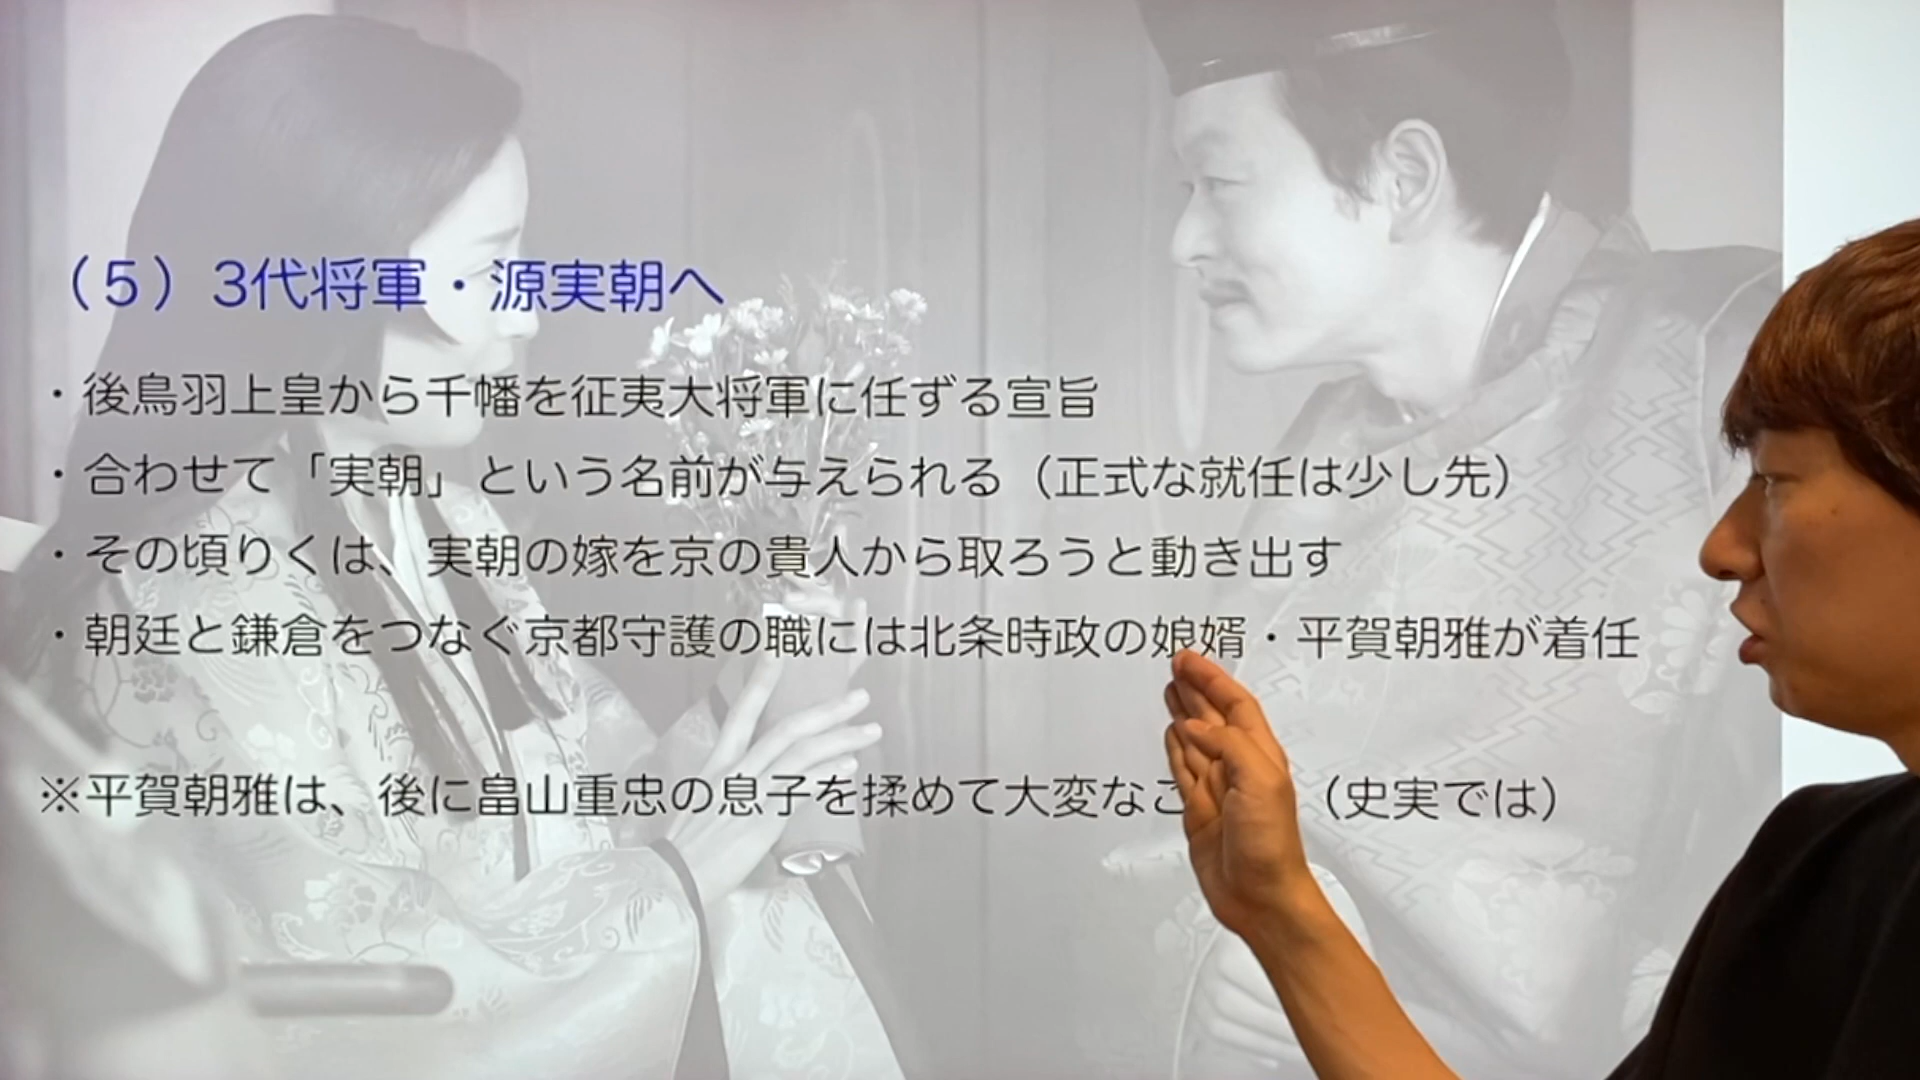 （５）3代将軍・源実朝へ
・後鳥羽上皇から千幡を征夷大将軍に任ずる宣旨
・合わせて「実朝」という名前が与えられる（正式な就任は少し先）
・その頃りくは、実朝の嫁を京の貴人から取ろうと動き出す
・朝廷と鎌倉をつなぐ京都守護の職には北条時政の娘婿・平賀朝雅が着任
※平賀朝雅は、後に畠山重忠の息子を揉めて大変なこ（史実では）